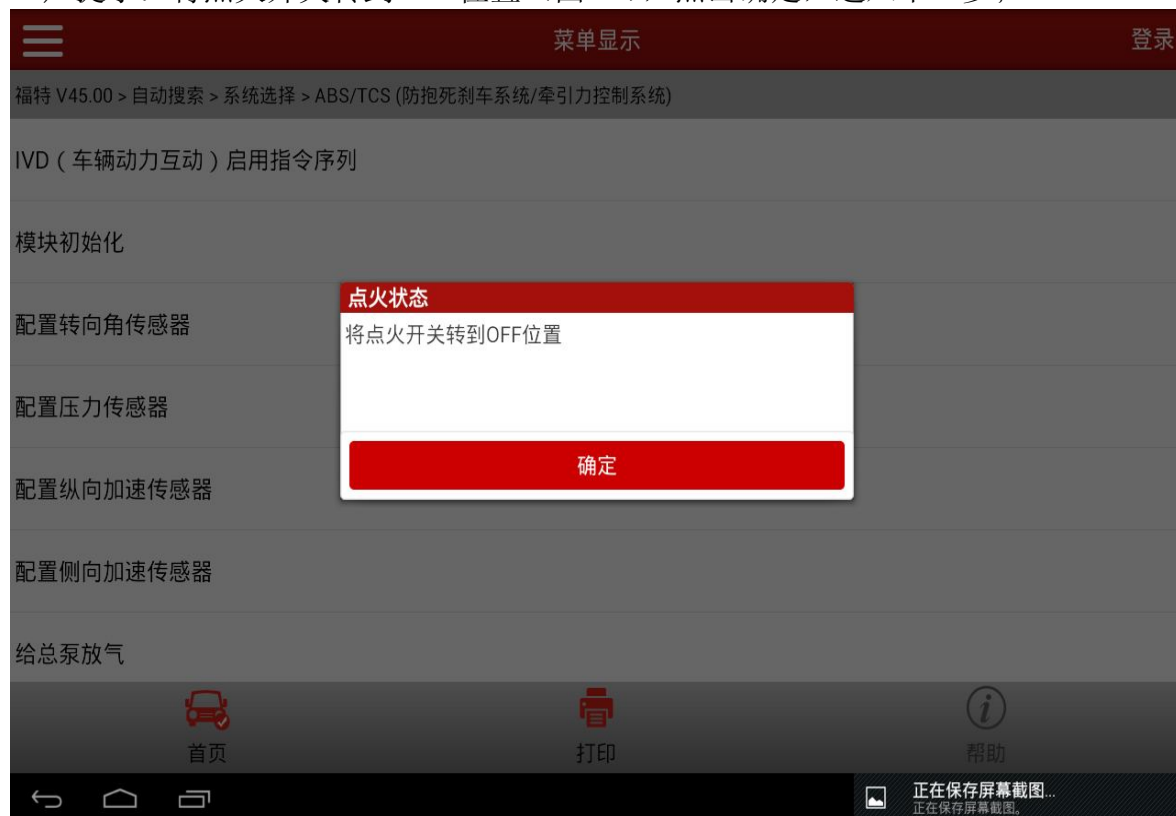 菜单显示
登录
福特 V45.00 > 自动搜索 > 系统选择 > ABS/TCS (防抱死刹车系统/牵引力控制系统)
IVD（车辆动力互动）启用指令序列
模块初始化
点火状态
配置转向角传感器
将点火开关转到OFF位置
配置压力传感器
确定
配置纵向加速传感器
配置侧向加速传感器
给总泵放气
首页
打印
帮助
正在保存屏幕截图...
正在保存屏幕截图。